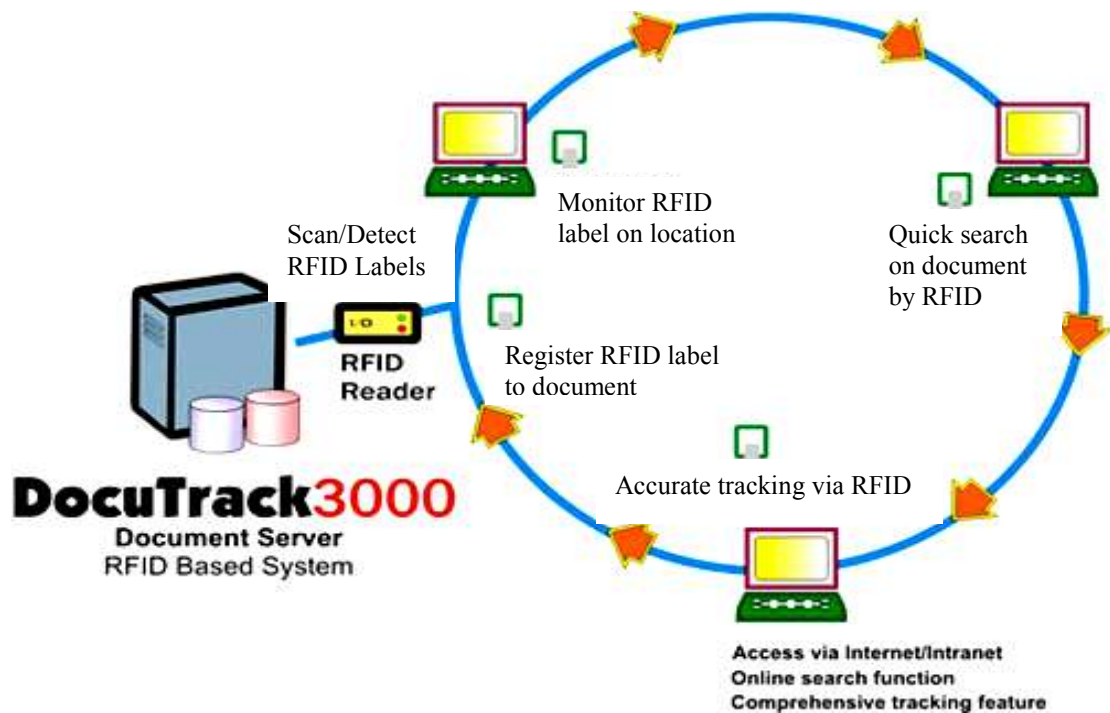 Monitor RFID
label on location
Scan/Detect
RFID Labels
Quick search
on document
by RFID
I/O
RFID
Reader
Register RFID label
to document
Accurate tracking via RFID
DocuTrack3000
Document Server
RFID Based System
Access via Internet/Intranet
Online search function
Comprehensive tracking feature